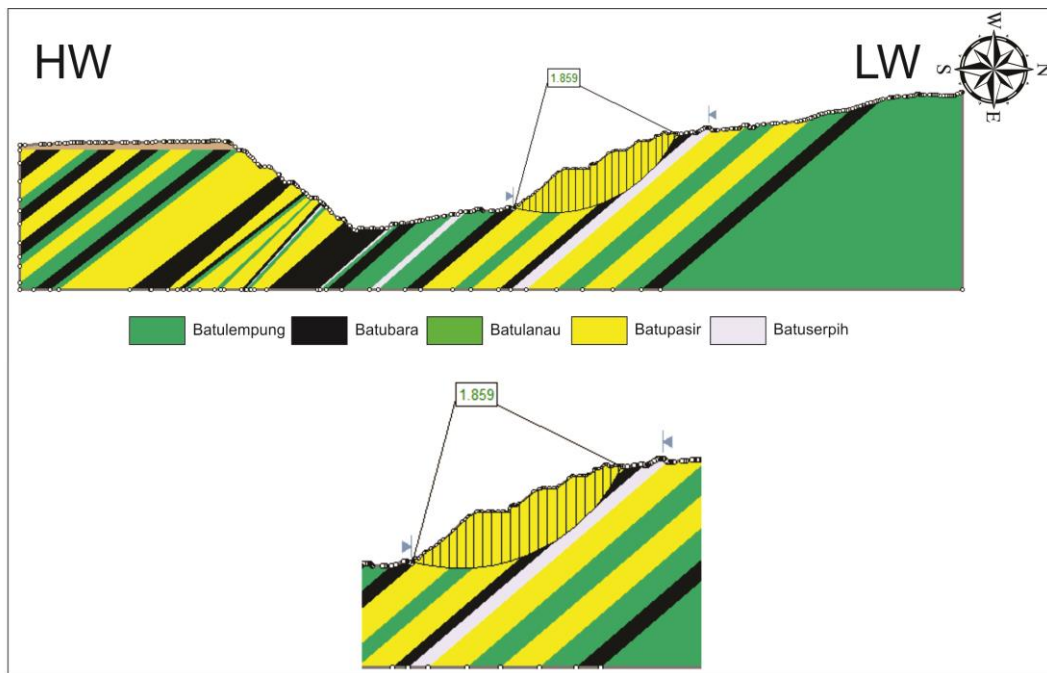 HW
LW
W
S
N
E
1.859
Batulempung
Batubara
Batulanau
Batupasir
Batuserpih
1.859